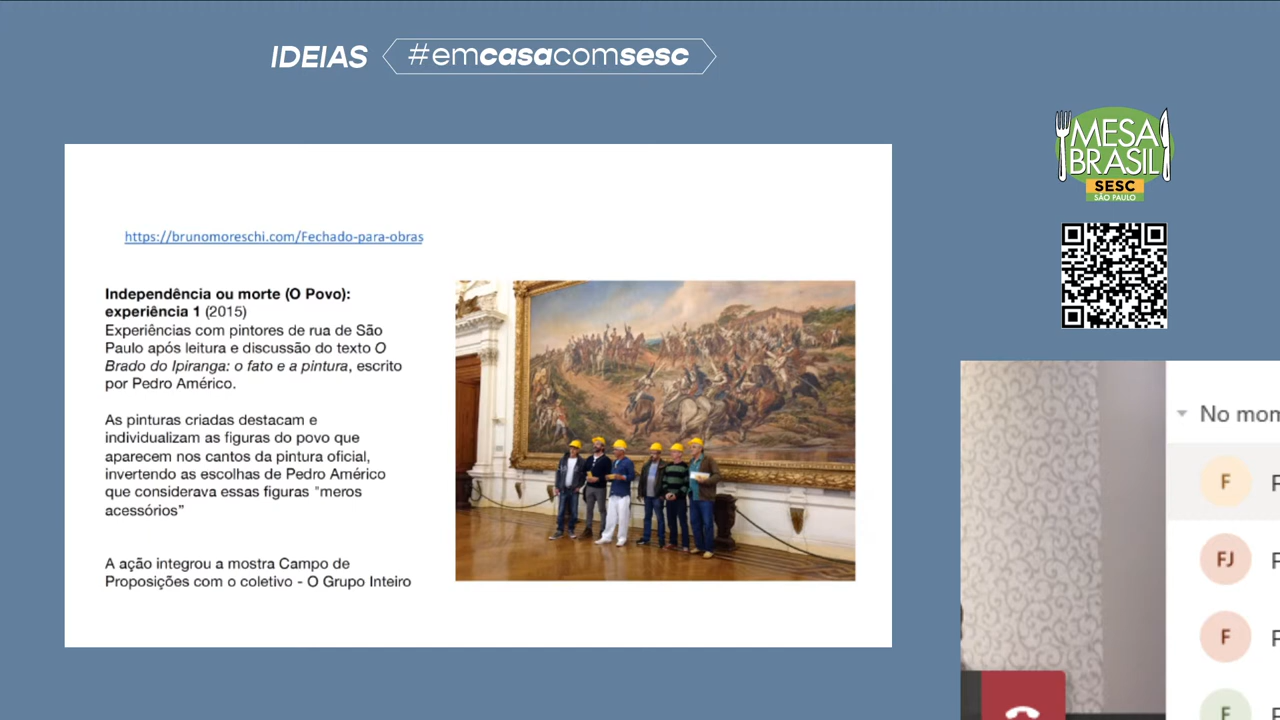 IDEIAS #emcasacomsesc
MESA
BRASIL
SESC
SÃO PAULO
https://brunomoreschi.com/Fechado-para-obras
Independência ou morte (O Povo):
experiência 1 (2015)
Experiências com pintores de rua de São
Paulo após leitura e discussão do texto O
Brado do Ipiranga: o fato e a pintura, escrito
por Pedro Américo.
As pinturas criadas destacam e
individualizam as figuras do povo que
aparecem nos cantos da pintura oficial,
invertendo as escolhas de Pedro Américo
que considerava essas figuras "meros
acessórios”
A ação integrou a mostra Campo de
Proposições com o coletivo - O Grupo Inteiro
No mom
F
FJ
F
F